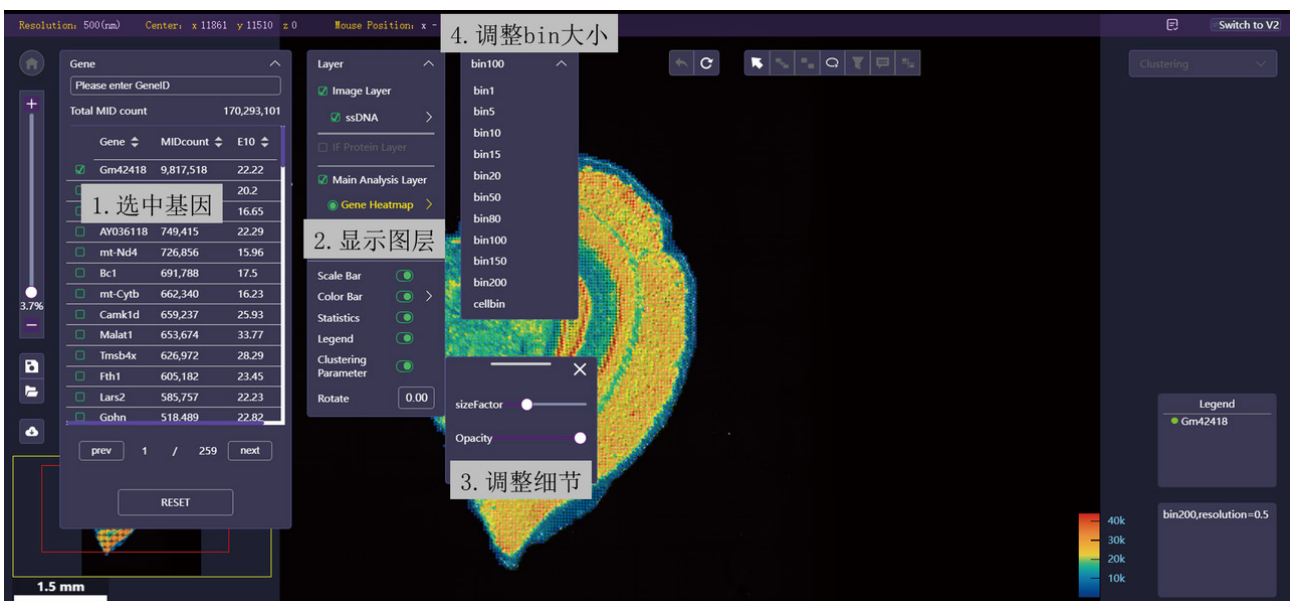 Resolution: 500(nm) Center: x 11861 y 11510 z 0 Mouse Position: x -
Switch to V2
4. 调整bin大小
Gene
Please enter GeneID
Total MID count 170,293,101
Gene MIDcount E10
Gm42418 9,817,518 22.22
20.2
16.65
1. 选中基因
AY036118 749,415 22.29
mt-Nd4 726,856 15.96
Bc1 691,788 17.5
mt-Cytb 662,340 16.23
Camk1d 659,237 25.93
Malat1 653,674 33.77
Tmsb4x 626,972 28.29
Fth1 605,182 23.45
Lars2 585,757 22.23
Gphn 518,489 22.82
prev 1 / 259 next
RESET
3.7%
1.5 mm
Layer
Image Layer
ssDNA
IF Protein Layer
Main Analysis Layer
Gene Heatmap
2. 显示图层
Scale Bar
Color Bar
Statistics
Legend
Clustering
Parameter
Rotate 0.00
bin100
bin1
bin5
bin10
bin15
bin20
bin50
bin80
bin100
bin150
bin200
cellbin
sizeFactor
Opacity
3. 调整细节
Clustering
Legend
Gm42418
bin200,resolution=0.5
40k
30k
20k
10k